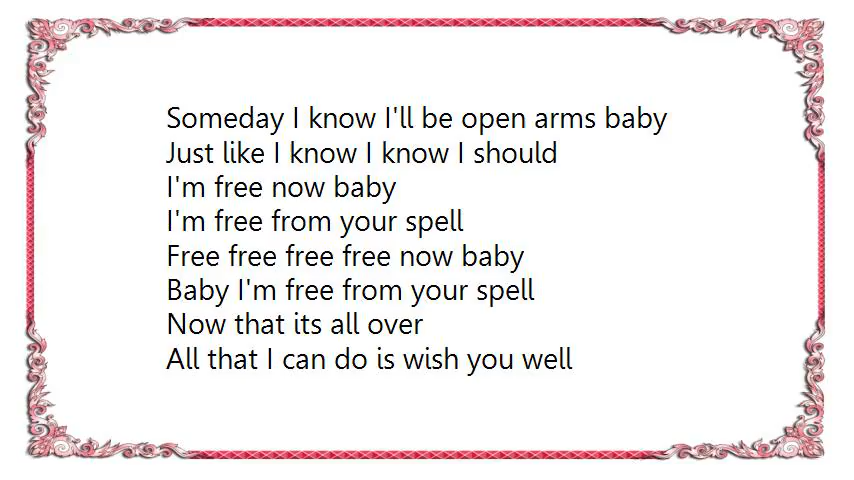 Someday I know I'll be open arms baby
Just like I know I know I should
I'm free now baby
I'm free from your spell
Free free free free now baby
Baby I'm free from your spell
Now that its all over
All that I can do is wish you well